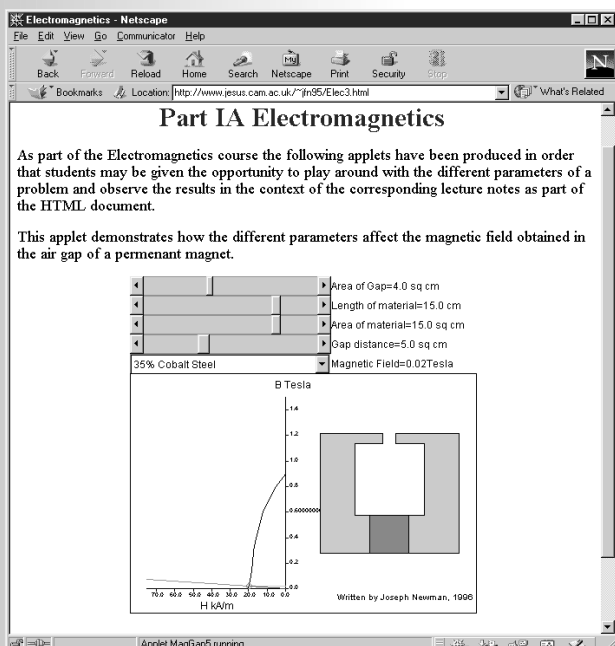 Electromagnetics - Netscape
File Edit View Go Communicator Help
Back Forward Reload Home Search Netscape Print Security Stop
Bookmarks Location: http://www.jesus.cam.ac.uk/~jfn95/Elec3.html What's Related
N
Part IA Electromagnetics
As part of the Electromagnetics course the following applets have been produced in order
that students may be given the opportunity to play around with the different parameters of a
problem and observe the results in the context of the corresponding lecture notes as part of
the HTML document.
This applet demonstrates how the different parameters affect the magnetic field obtained in
the air gap of a permenant magnet.
Area of Gap=4.0 sq cm
Length of material=15.0 cm
Area of material=15.0 sq cm
Gap distance=5.0 sq cm
35% Cobalt Steel Magnetic Field=0.02Tesla
B Tesla
1.4
1.2
1.0
0.8
0.4
0.2
0.0
70.0 60.0 50.0 40.0 30.0 20.0 10.0 0.0
H kA/m
Written by Joseph Newman, 1996
Applet MagGap5 running